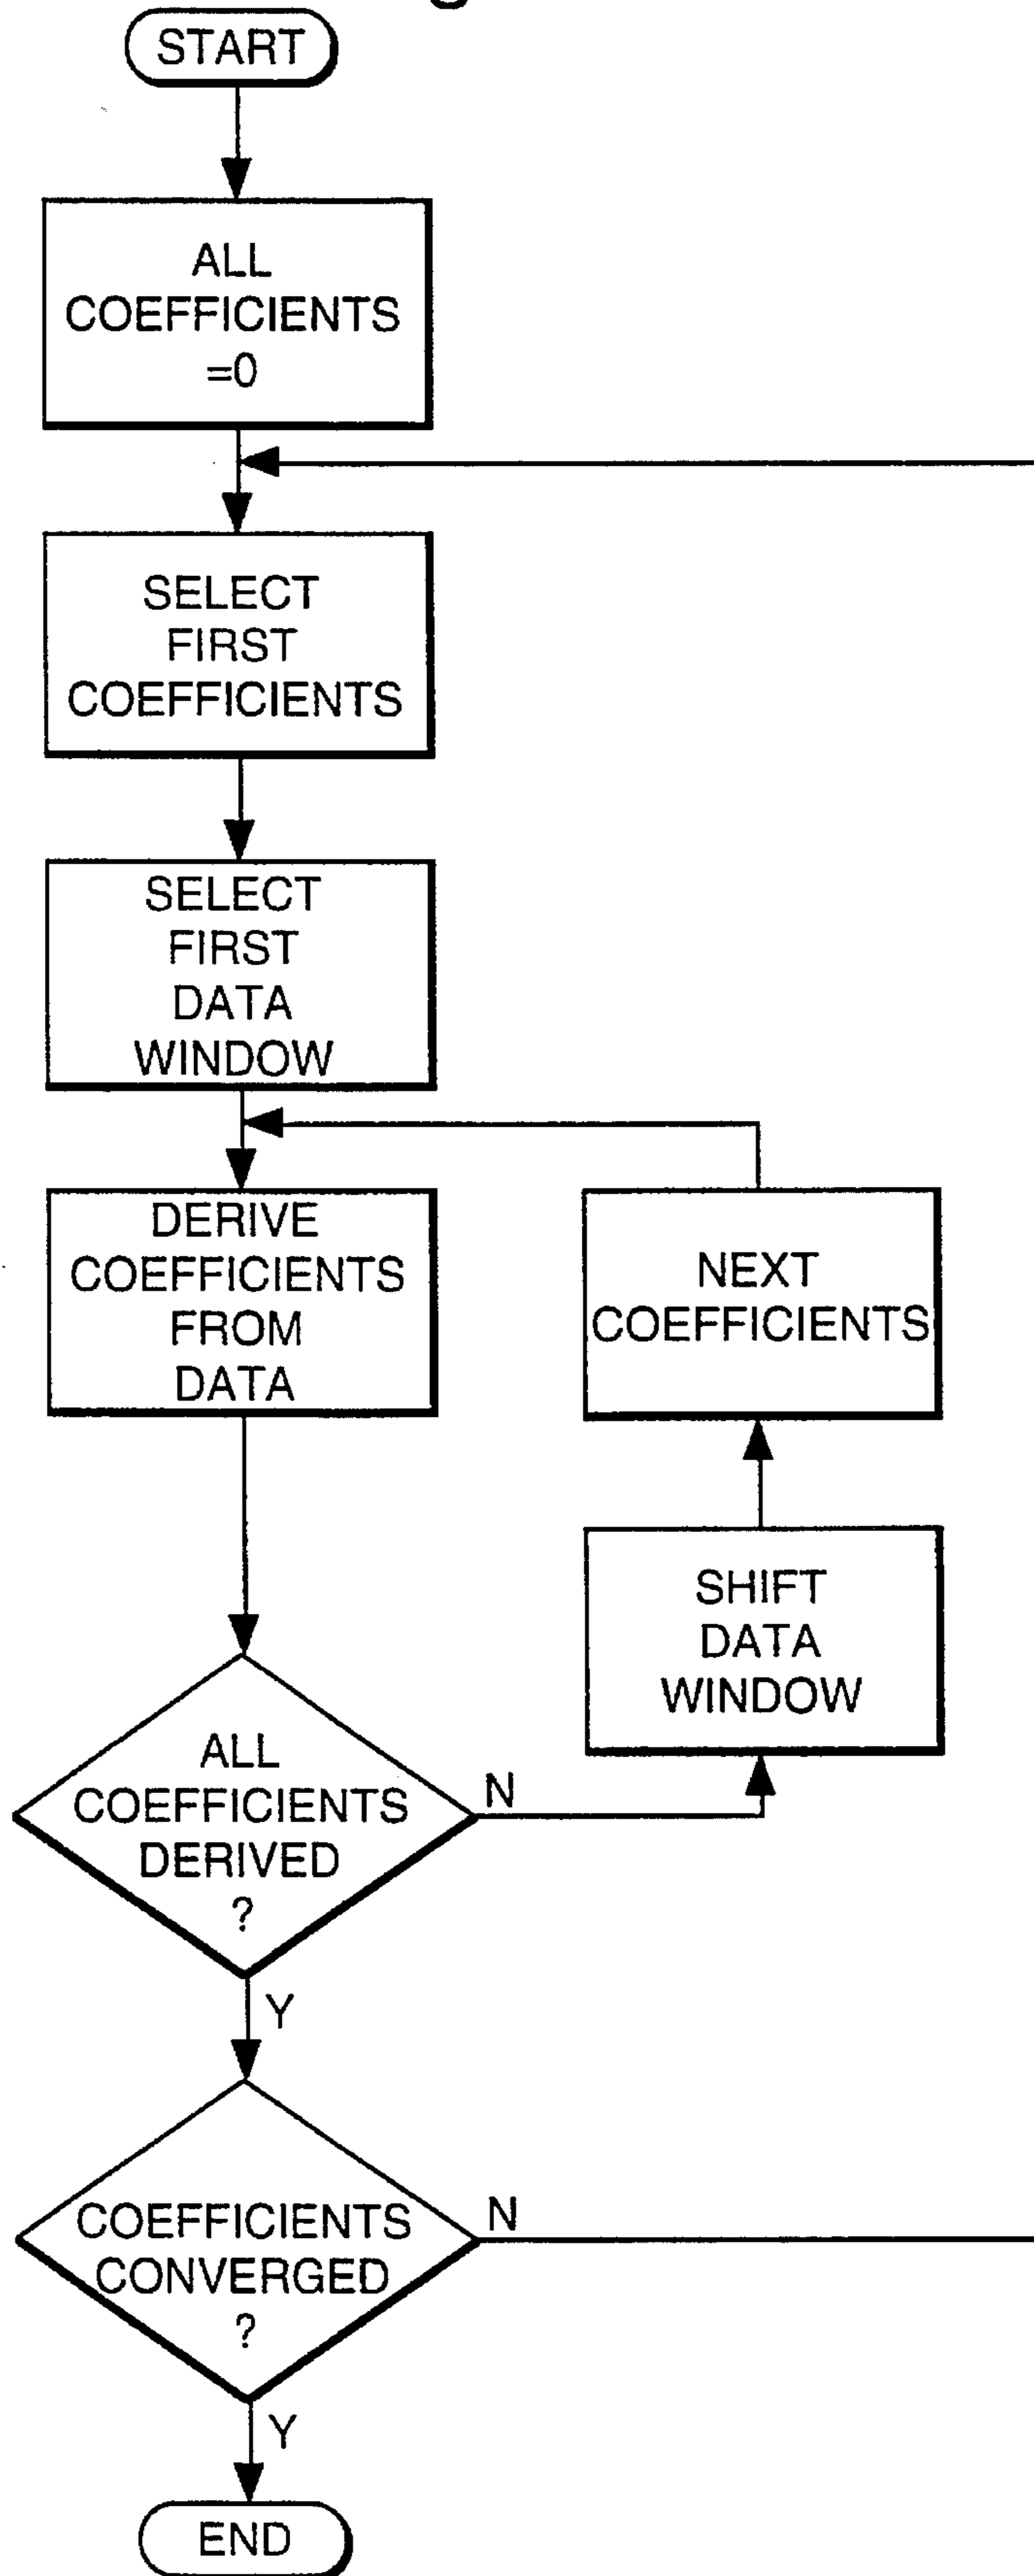 START
ALL
COEFFICIENTS
=0
SELECT
FIRST
COEFFICIENTS
SELECT
FIRST
DATA
WINDOW
DERIVE
COEFFICIENTS
FROM
DATA
NEXT
COEFFICIENTS
SHIFT
DATA
WINDOW
ALL
COEFFICIENTS
DERIVED
?
N
Y
COEFFICIENTS
CONVERGED
?
N
Y
END